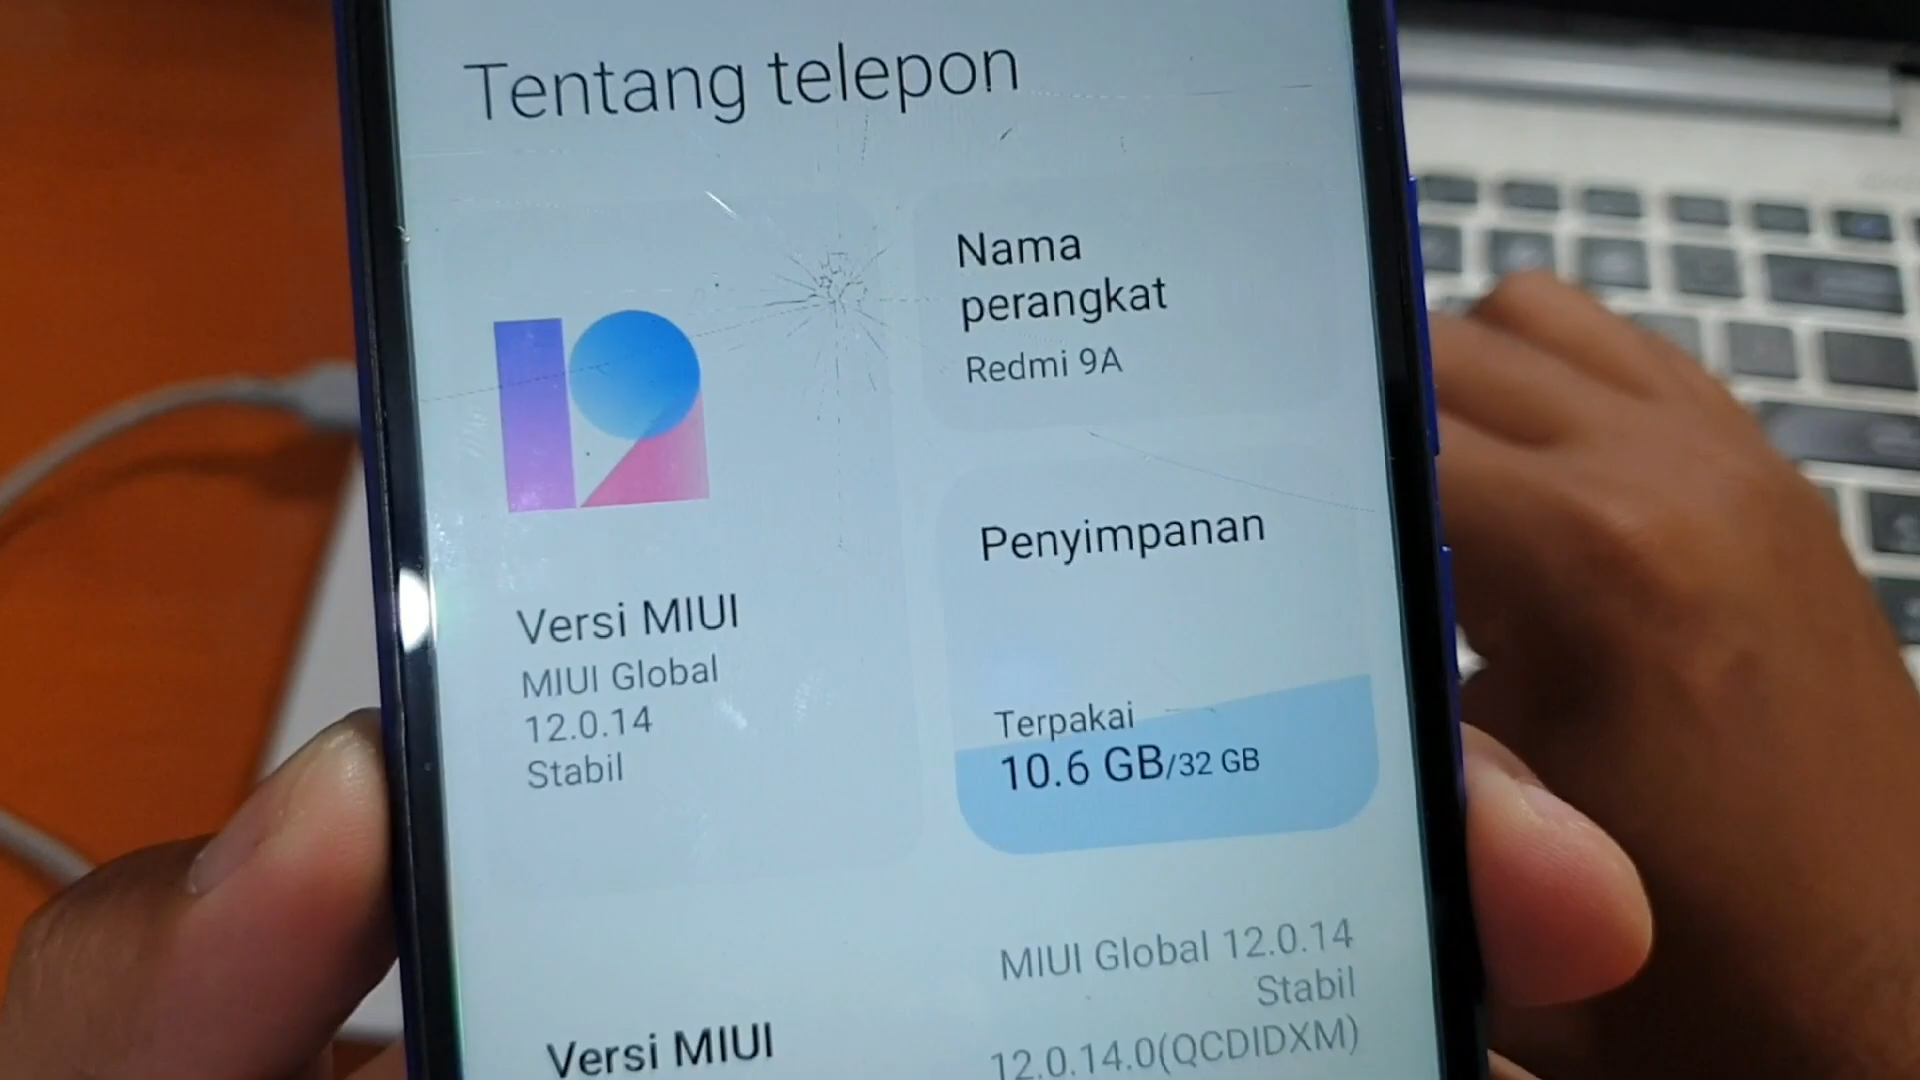 Tentang telepon
Nama
perangkat
Redmi 9A
Versi MIUI
MIUI Global
12.0.14
Stabil
Penyimpanan
Terpakai
10.6 GB/32 GB
Versi MIUI
MIUI Global 12.0.14
Stabil
12.0.14.0(QCDIDXM)